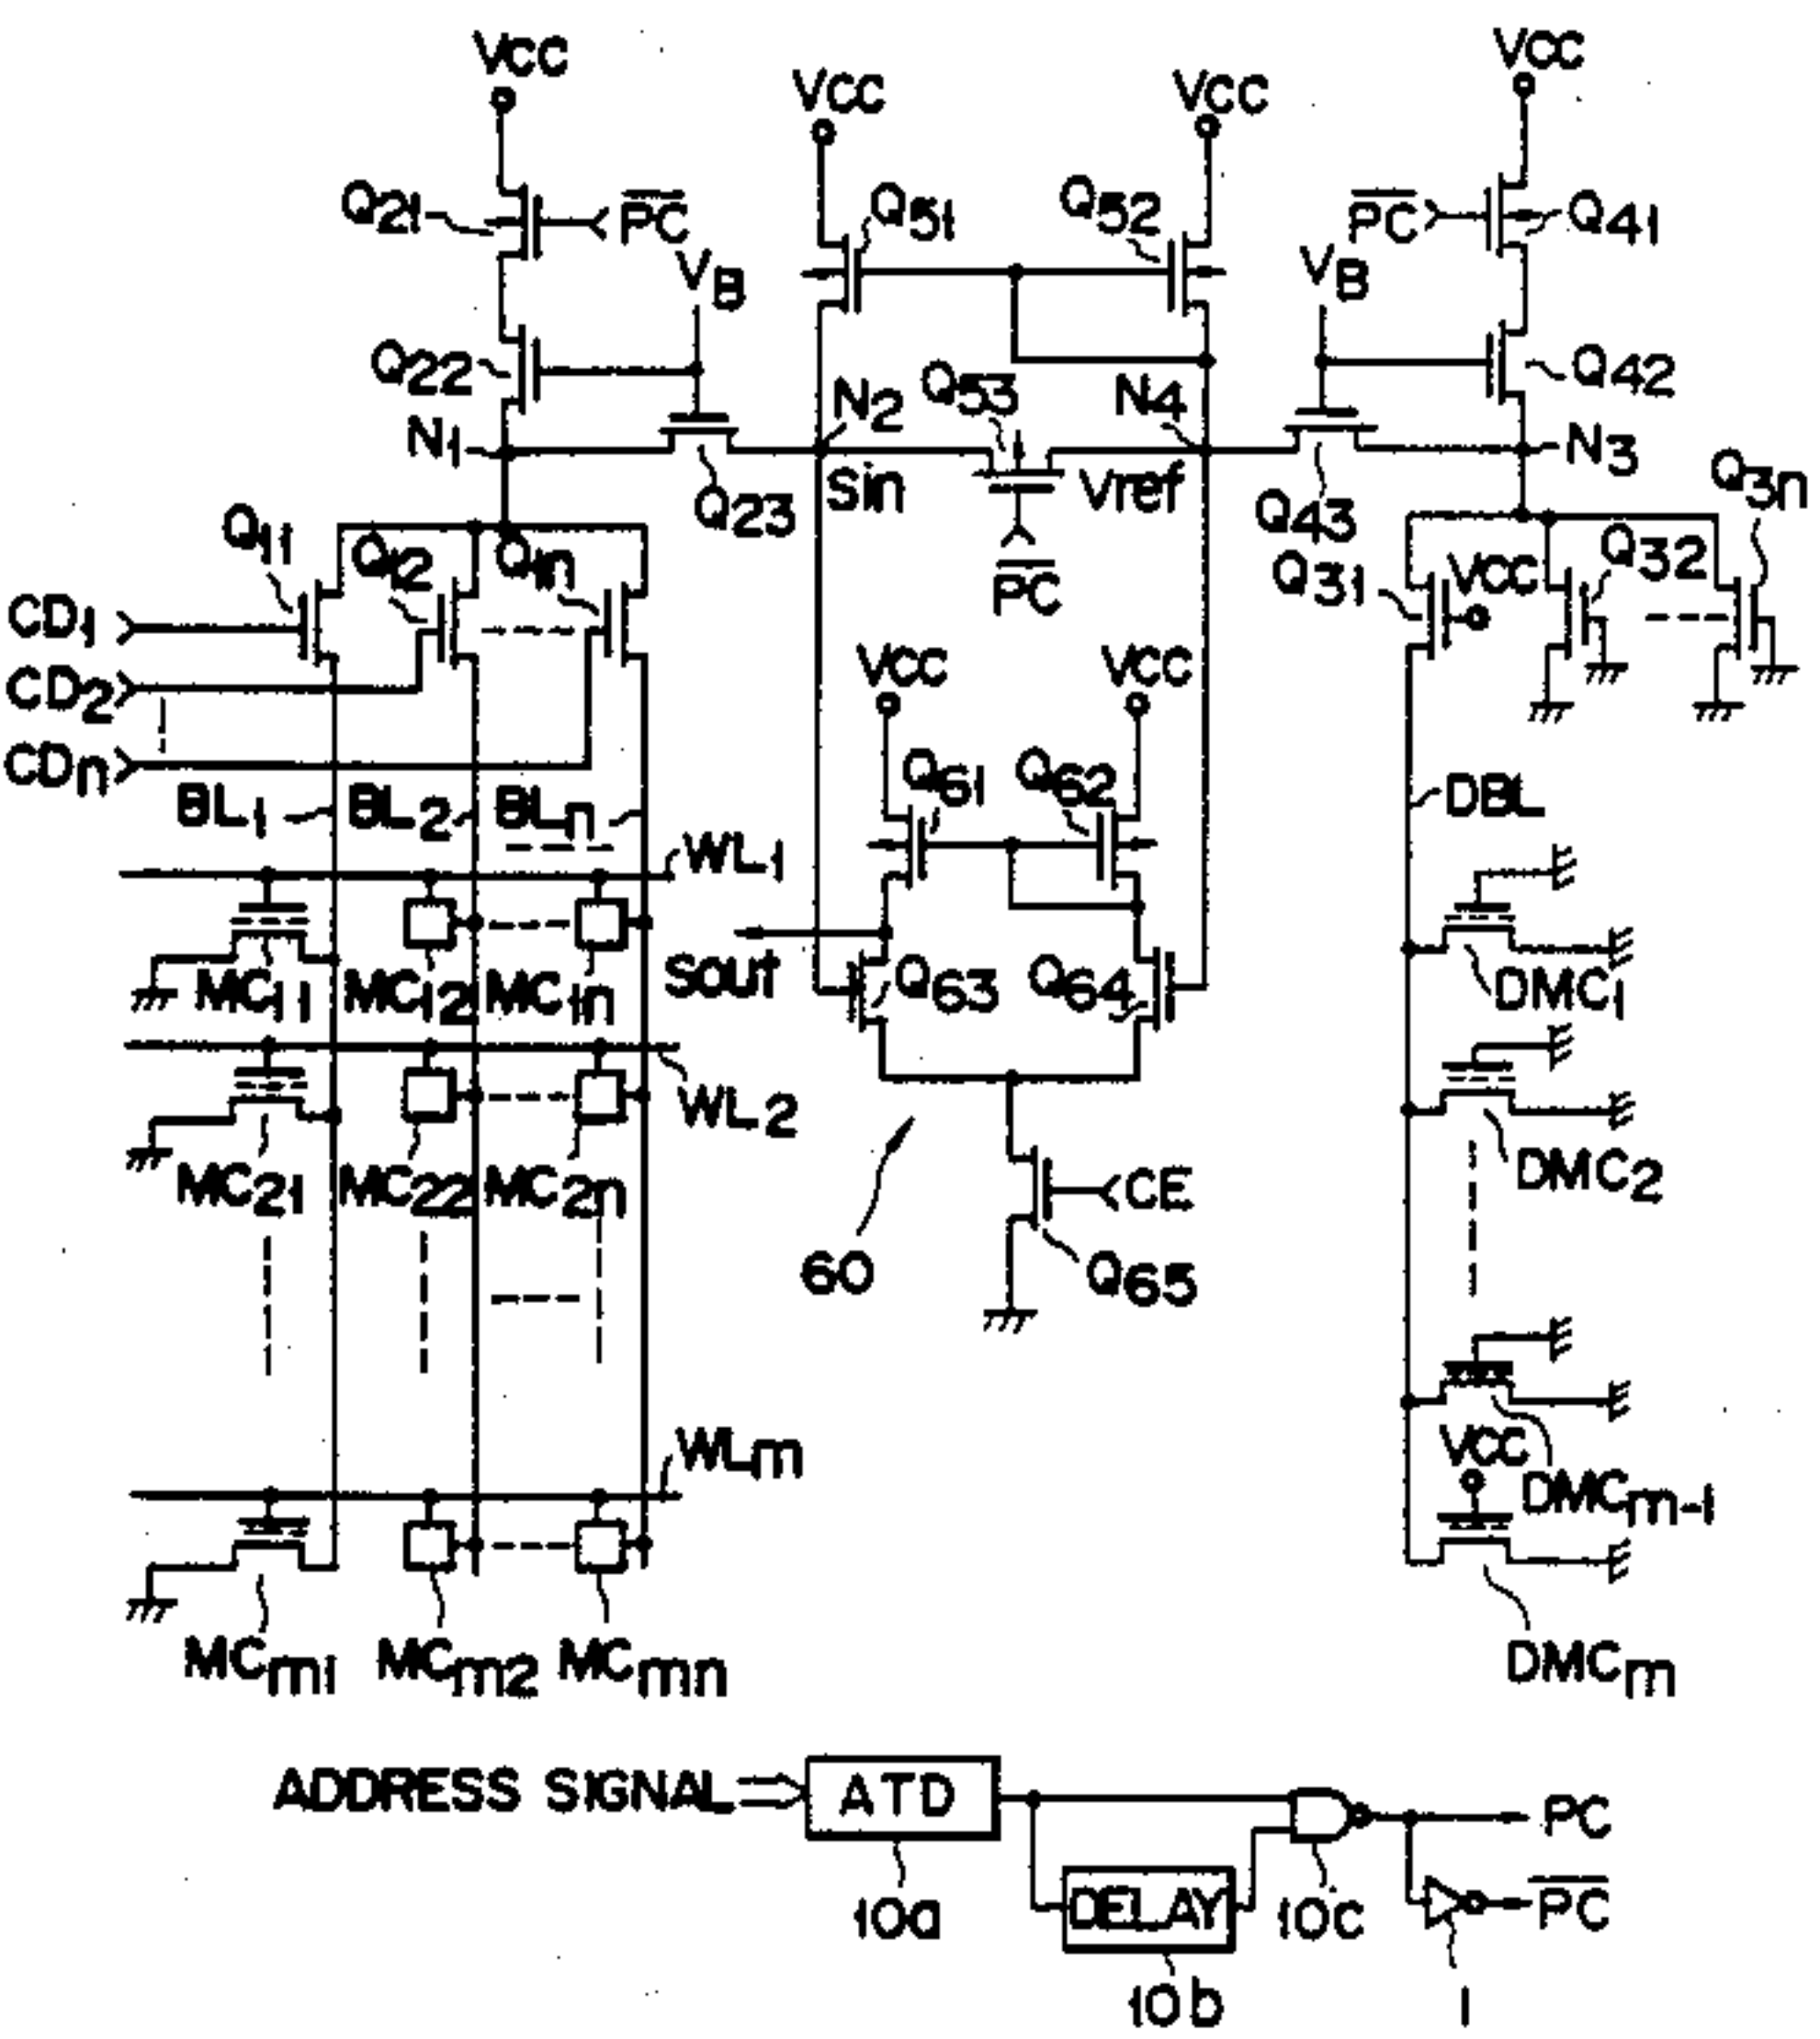 VCC
VCC
VCC
VCC
Q21
PC
Q51
Q52
PC
Q41
VB
VB
Q22
Q53
Q42
N1
N2
N4
N3
Sin
Vref
Q23
Q43
Q3n
Q11
Q12
Q1n
PC
Q31
VCC
Q32
CD1
CD2
CDn
VCC
VCC
Q61
Q62
BL1
BL2
BLn
DBL
WL1
MC11
MC12
MC1n
Sout
Q63
Q64
DMC1
WL2
MC21
MC22
MC2n
DMC2
CE
60
Q65
WLm
VCC
DMCm-1
MCm1
MCm2
MCmn
DMCm
ADDRESS SIGNAL
ATD
PC
10a
DELAY
10c
PC
10b
1